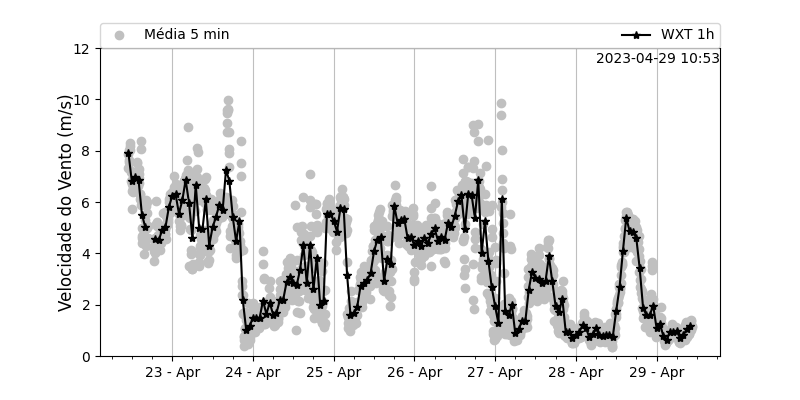 Média 5 min
WXT 1h
2023-04-29 10:53
Velocidade do Vento (m/s)
12
10
8
6
4
2
0
23 - Apr
24 - Apr
25 - Apr
26 - Apr
27 - Apr
28 - Apr
29 - Apr